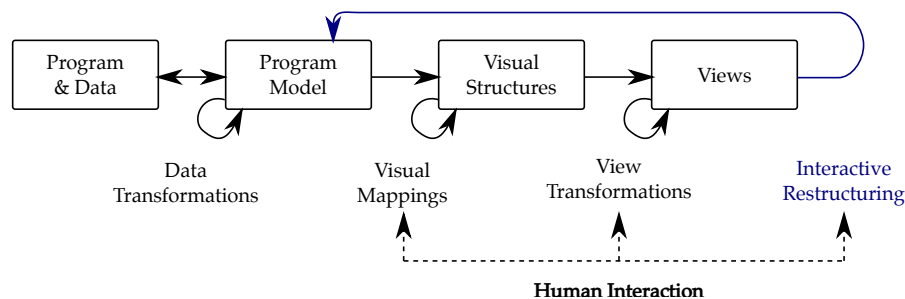 Program
& Data
Program
Model
Visual
Structures
Views
Data
Transformations
Visual
Mappings
View
Transformations
Interactive
Restructuring
Human Interaction